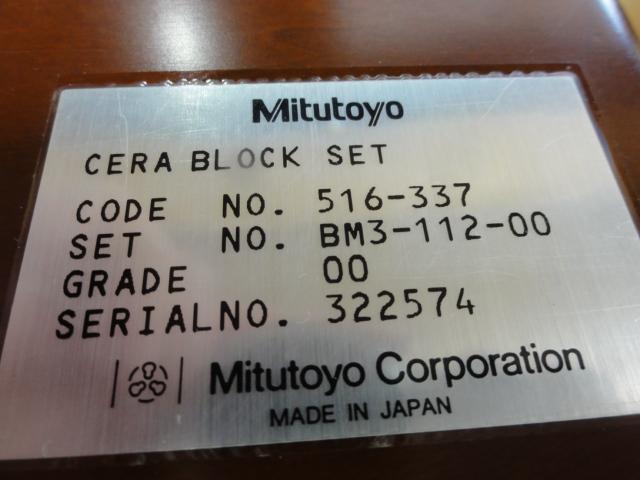 Mitutoyo
CERA BLOCK SET
CODE NO. 516-337
SET NO. BM3-112-00
GRADE 00
SERIALNO. 322574
Mitutoyo Corporation
MADE IN JAPAN